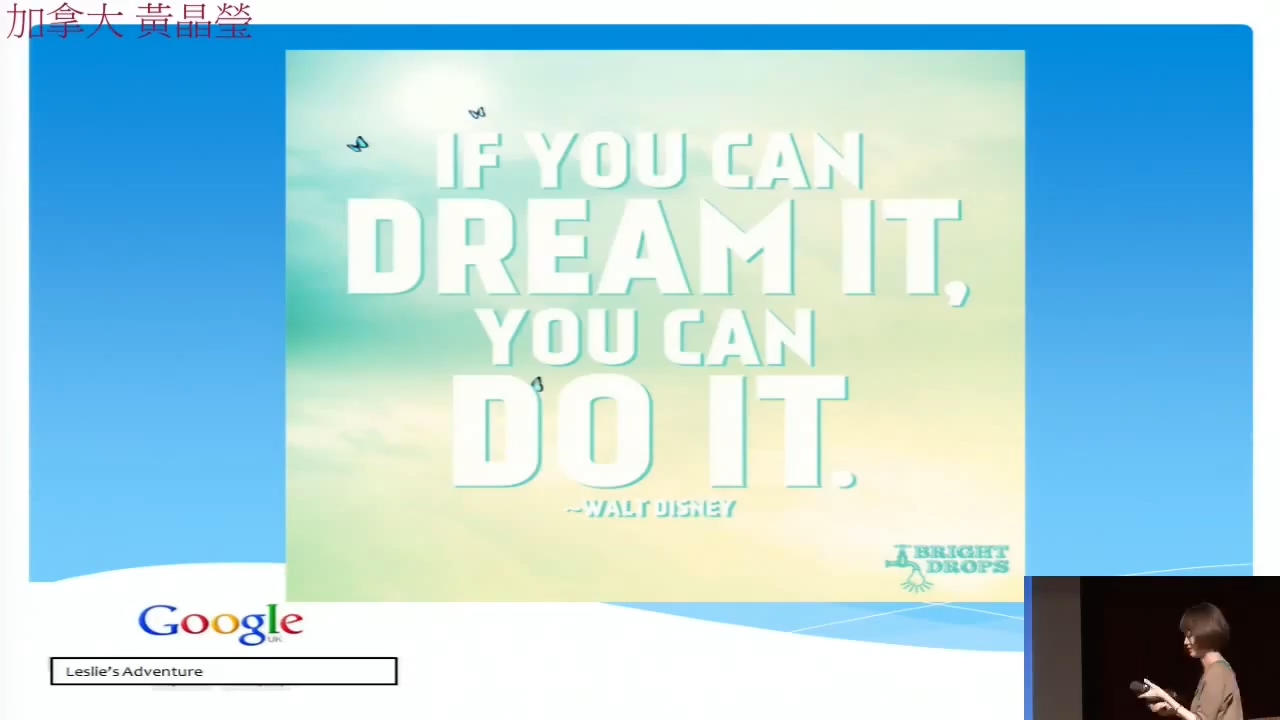 加拿大 黃晶瑩
IF YOU CAN
DREAM IT,
YOU CAN
DO IT.
~WALT DISNEY
BRIGHT
DROPS
Google
UK
Leslie's Adventure